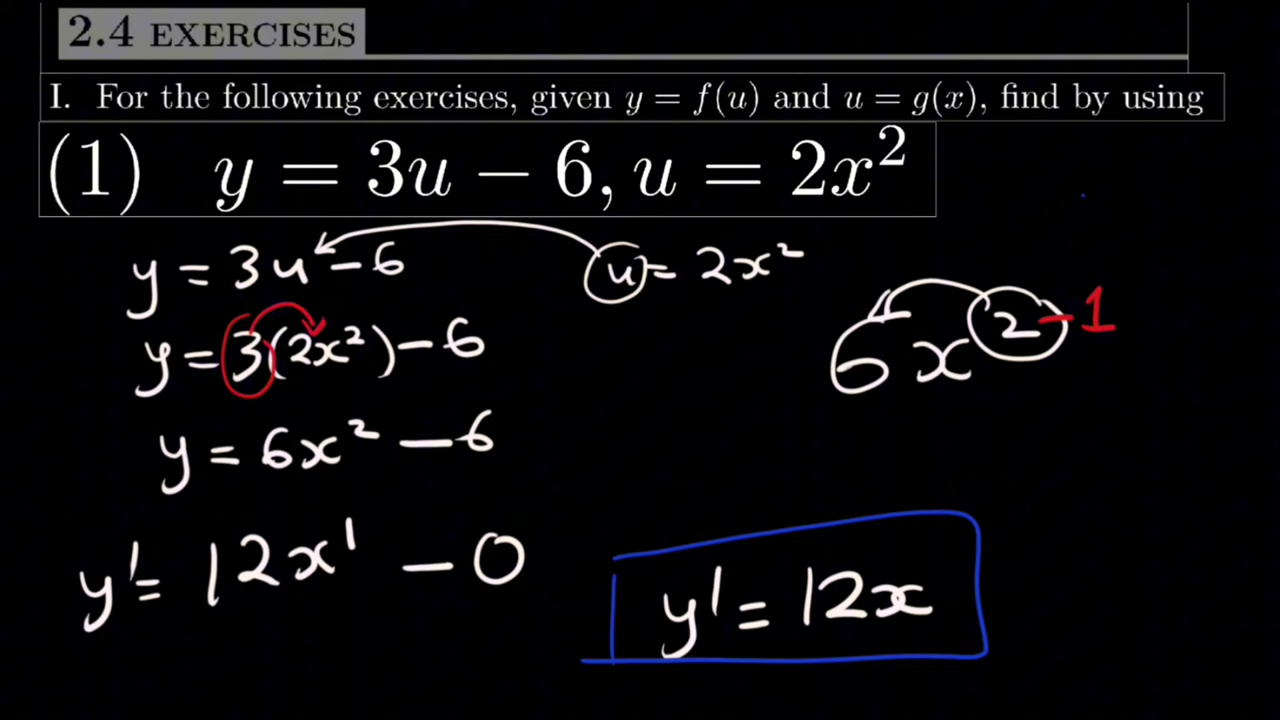 2.4 EXERCISES
I. For the following exercises, given y = f(u) and u = g(x), find by using
(1) y = 3u − 6, u = 2x²
y = 3u − 6 u = 2x²
y = 3(2x²) − 6
6x² − 1
y = 6x² − 6
y' = 12x¹ − 0
y' = 12x